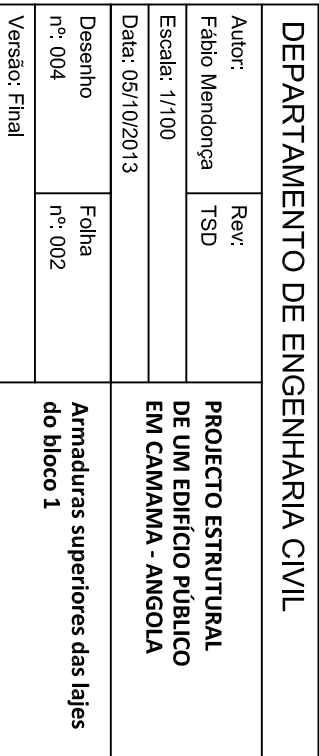 DEPARTAMENTO DE ENGENHARIA CIVIL
Autor:
Fábio Mendonça
Rev:
TSD
Escala: 1/100
Data: 05/10/2013
PROJECTO ESTRUTURAL
DE UM EDIFÍCIO PÚBLICO
EM CAMAMA - ANGOLA
Desenho
nº: 004
Folha
nº: 002
Versão: Final
Armaduras superiores das lajes
do bloco 1